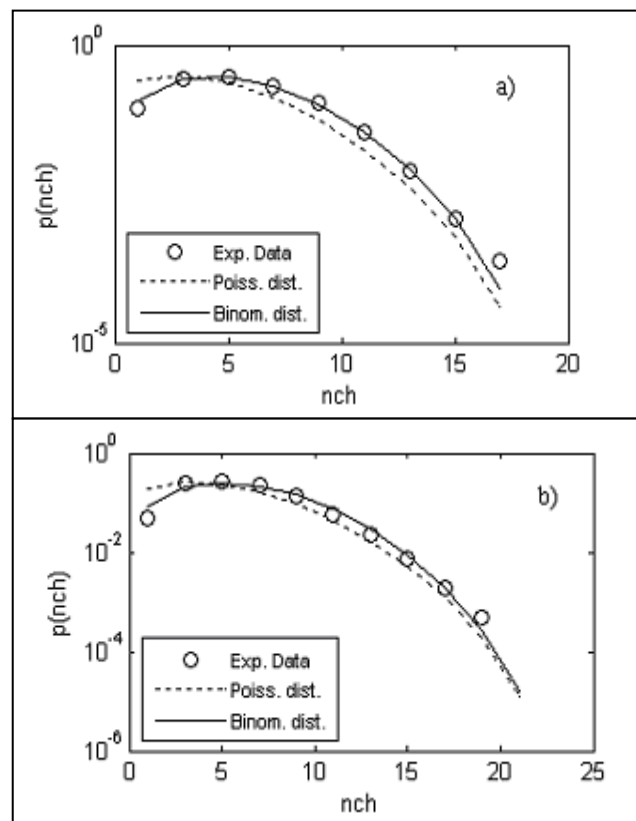 10^0
a)
p(nch)
Exp. Data
Poiss. dist.
Binom. dist.
10^-5
0 5 10 15 20
nch
10^0
b)
10^-2
p(nch)
10^-4
Exp. Data
Poiss. dist.
Binom. dist.
10^-6
0 5 10 15 20 25
nch